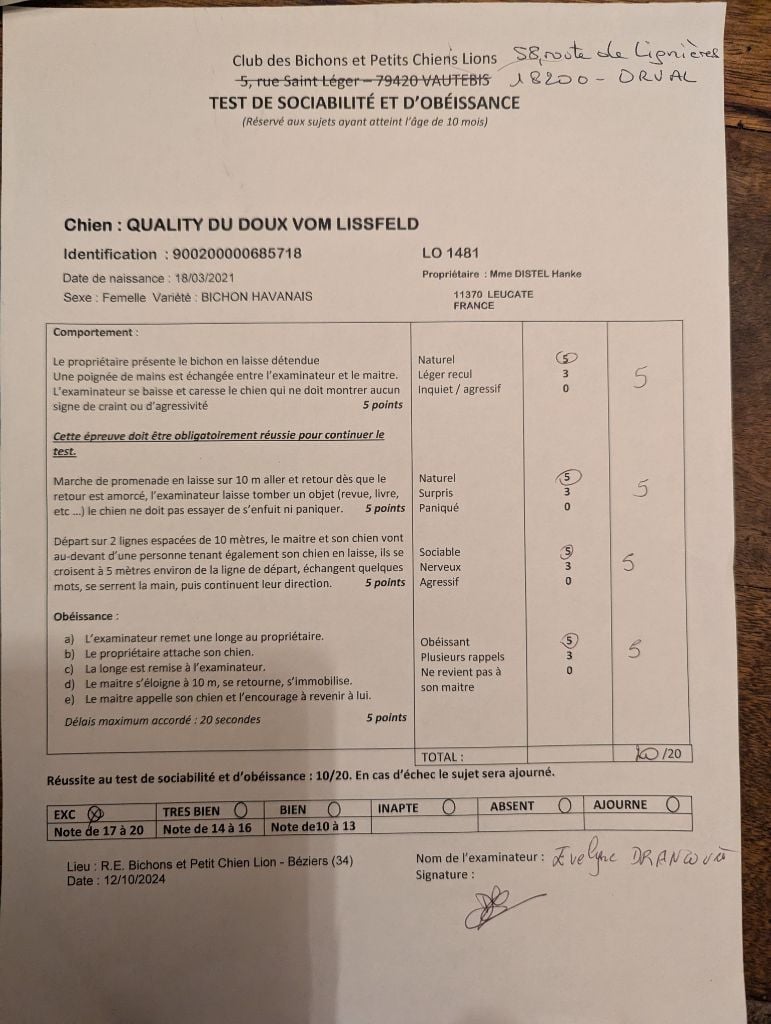 Club des Bichons et Petits Chiens Lions 58, route de Lignières
5, rue Saint Léger – 79420 VAUTEBIS 18200 - ORVAL
TEST DE SOCIABILITÉ ET D'OBÉISSANCE
(Réservé aux sujets ayant atteint l'âge de 10 mois)
Chien : QUALITY DU DOUX VOM LISSFELD
Identification : 900200000685718 LO 1481
Date de naissance : 18/03/2021 Propriétaire : Mme DISTEL Hanke
Sexe : Femelle Variété : BICHON HAVANAIS 11370 LEUCATE
FRANCE
Comportement :
Le propriétaire présente le bichon en laisse détendue Naturel 5
Une poignée de mains est échangée entre l'examinateur et le maitre. Léger recul 3 5
L'examinateur se baisse et caresse le chien qui ne doit montrer aucun Inquiet / agressif 0
signe de craint ou d'agressivité 5 points
Cette épreuve doit être obligatoirement réussie pour continuer le
test.
Marche de promenade en laisse sur 10 m aller et retour dès que le Naturel 5
retour est amorcé, l'examinateur laisse tomber un objet (revue, livre, Surpris 3 5
etc ...) le chien ne doit pas essayer de s'enfuit ni paniquer. 5 points Paniqué 0
Départ sur 2 lignes espacées de 10 mètres, le maitre et son chien vont
au-devant d'une personne tenant également son chien en laisse, ils se Sociable 5
croisent à 5 mètres environ de la ligne de départ, échangent quelques Nerveux 3 5
mots, se serrent la main, puis continuent leur direction. 5 points Agressif 0
Obéissance :
a) L'examinateur remet une longe au propriétaire. Obéissant 5
b) Le propriétaire attache son chien. Plusieurs rappels 3 5
c) La longe est remise à l'examinateur. Ne revient pas à 0
d) Le maitre s'éloigne à 10 m, se retourne, s'immobilise. son maitre
e) Le maitre appelle son chien et l'encourage à revenir à lui.
Délais maximum accordé : 20 secondes 5 points
TOTAL : /20
Réussite au test de sociabilité et d'obéissance : 10/20. En cas d'échec le sujet sera ajourné.
EXC TRES BIEN BIEN INAPTE ABSENT AJOURNE
Note de 17 à 20 Note de 14 à 16 Note de10 à 13
Lieu : R.E. Bichons et Petit Chien Lion - Béziers (34) Nom de l'examinateur : Evelyne
Date : 12/10/2024 Signature :